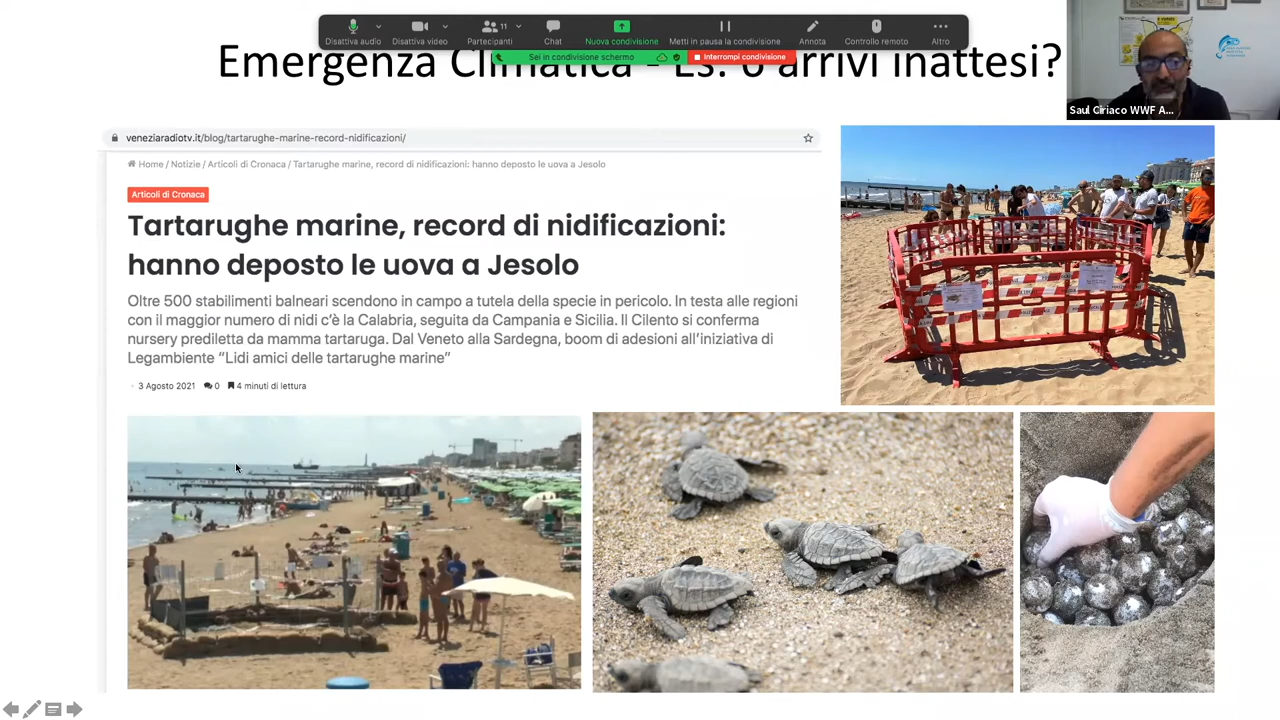 Disattiva audio
Disattiva video
Partecipanti
11
Chat
Nuova condivisione
Metti in pausa la condivisione
Annota
Controllo remoto
Altro
Sei in condivisione schermo
Interrompi condivisione
Emergenza Climatica - Es. o arrivi inattesi?
Saul Ciriaco WWF A...
veneziaradiotv.it/blog/tartarughe-marine-record-nidificazioni/
Home / Notizie / Articoli di Cronaca / Tartarughe marine, record di nidificazioni: hanno deposto le uova a Jesolo
Articoli di Cronaca
Tartarughe marine, record di nidificazioni:
hanno deposto le uova a Jesolo
Oltre 500 stabilimenti balneari scendono in campo a tutela della specie in pericolo. In testa alle regioni
con il maggior numero di nidi c'è la Calabria, seguita da Campania e Sicilia. Il Cilento si conferma
nursery prediletta da mamma tartaruga. Dal Veneto alla Sardegna, boom di adesioni all'iniziativa di
Legambiente “Lidi amici delle tartarughe marine”
- 3 Agosto 2021 0 4 minuti di lettura